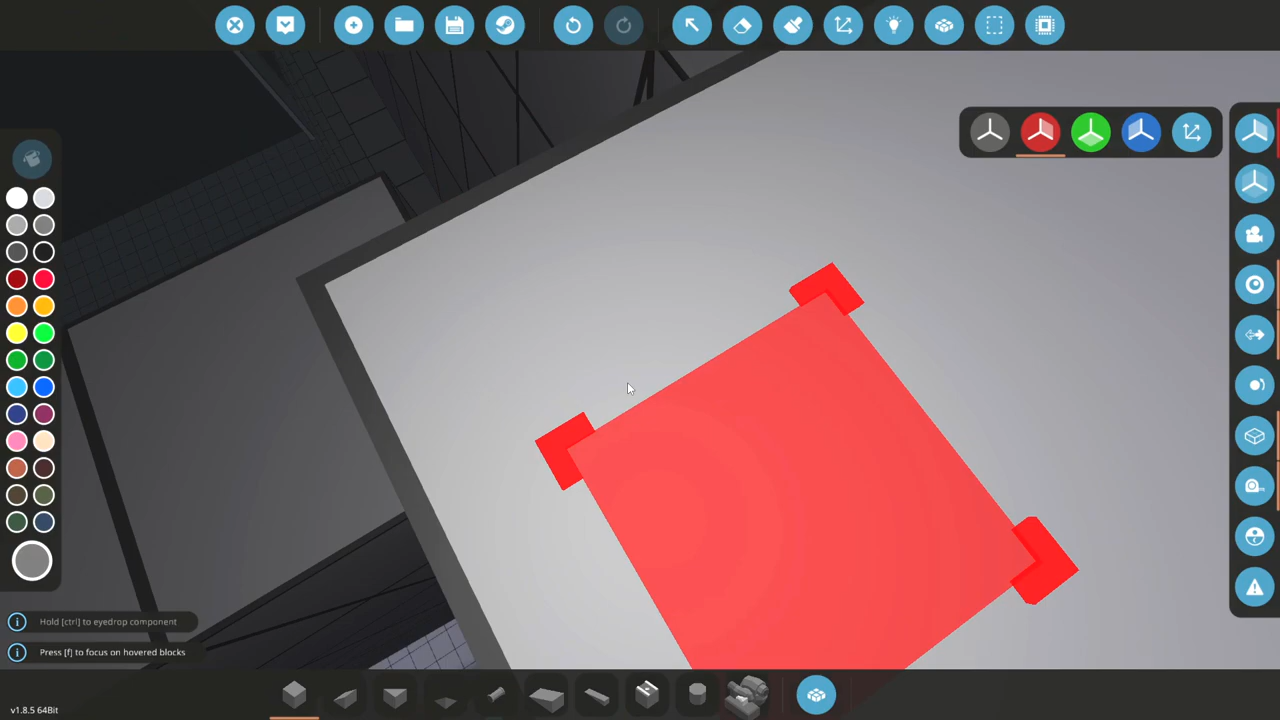 Hold [ctrl] to eyedrop component
Press [f] to focus on hovered blocks
v1.8.5 64Bit